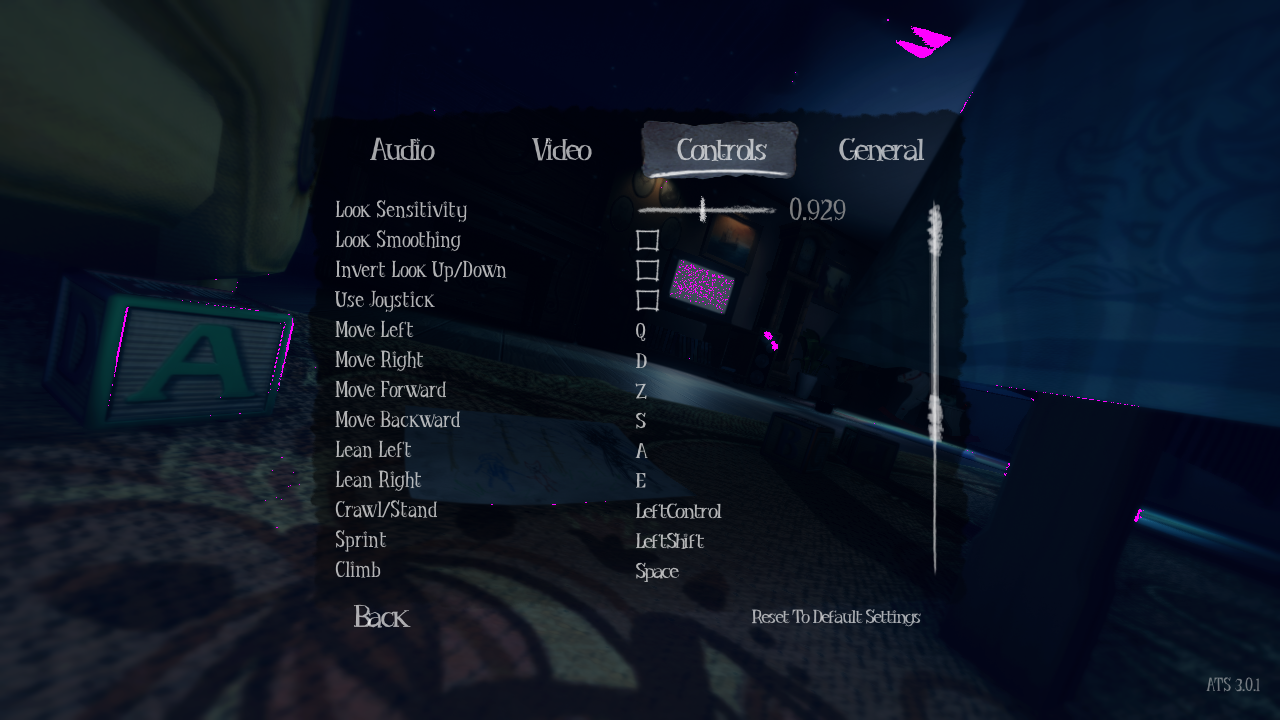 Audio Video Controls General
Look Sensitivity 0.929
Look Smoothing
Invert Look Up/Down
Use Joystick
Move Left Q
Move Right D
Move Forward Z
Move Backward S
Lean Left A
Lean Right E
Crawl/Stand LeftControl
Sprint LeftShift
Climb Space
Back Reset To Default Settings
A
ATS 3.0.1